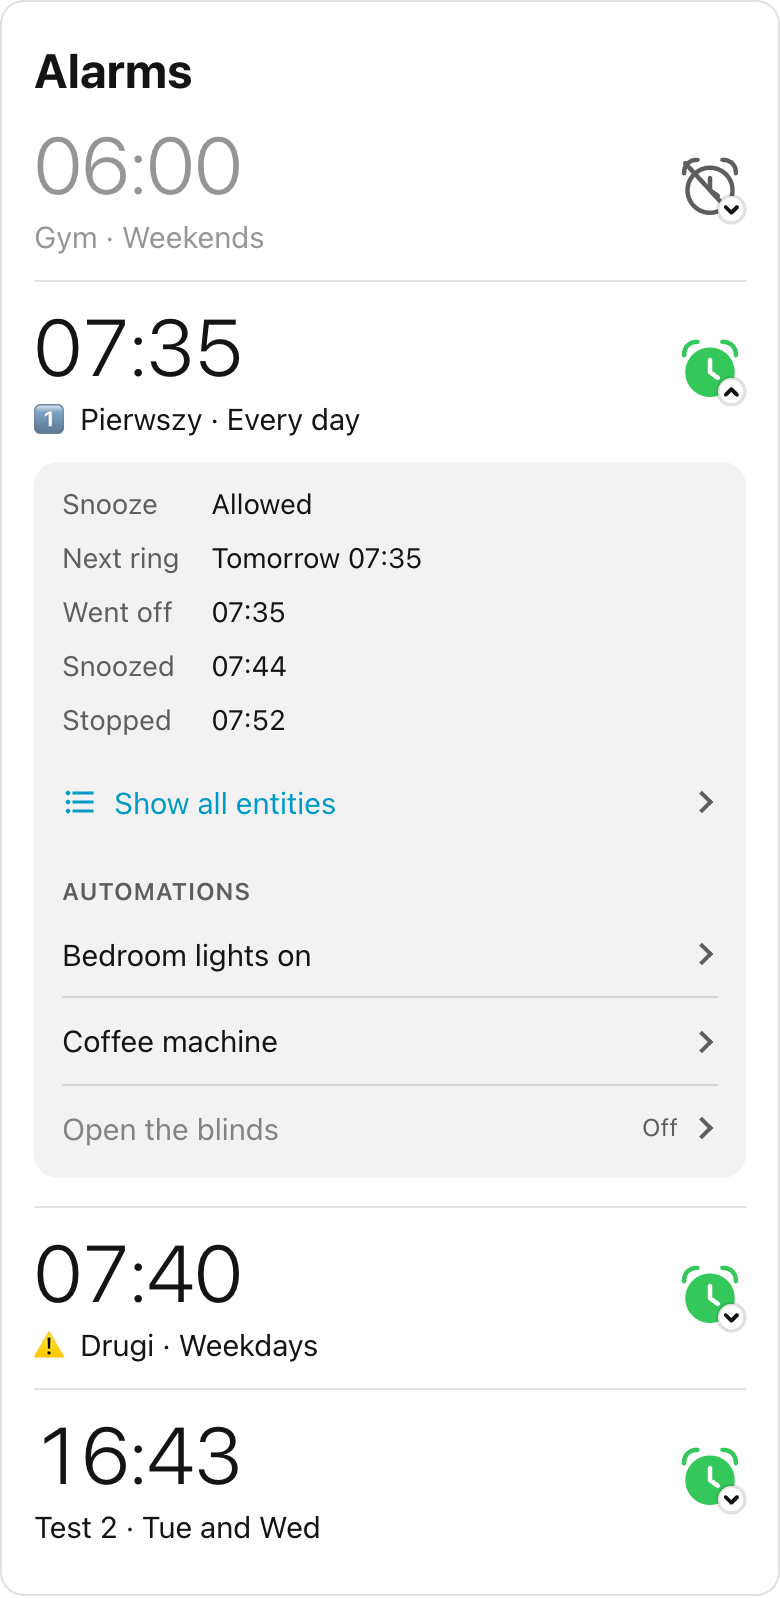 Alarms
06:00
Gym · Weekends
07:35
1️⃣ Pierwszy · Every day
Snooze Allowed
Next ring Tomorrow 07:35
Went off 07:35
Snoozed 07:44
Stopped 07:52
Show all entities
AUTOMATIONS
Bedroom lights on
Coffee machine
Open the blinds Off
07:40
⚠️ Drugi · Weekdays
16:43
Test 2 · Tue and Wed